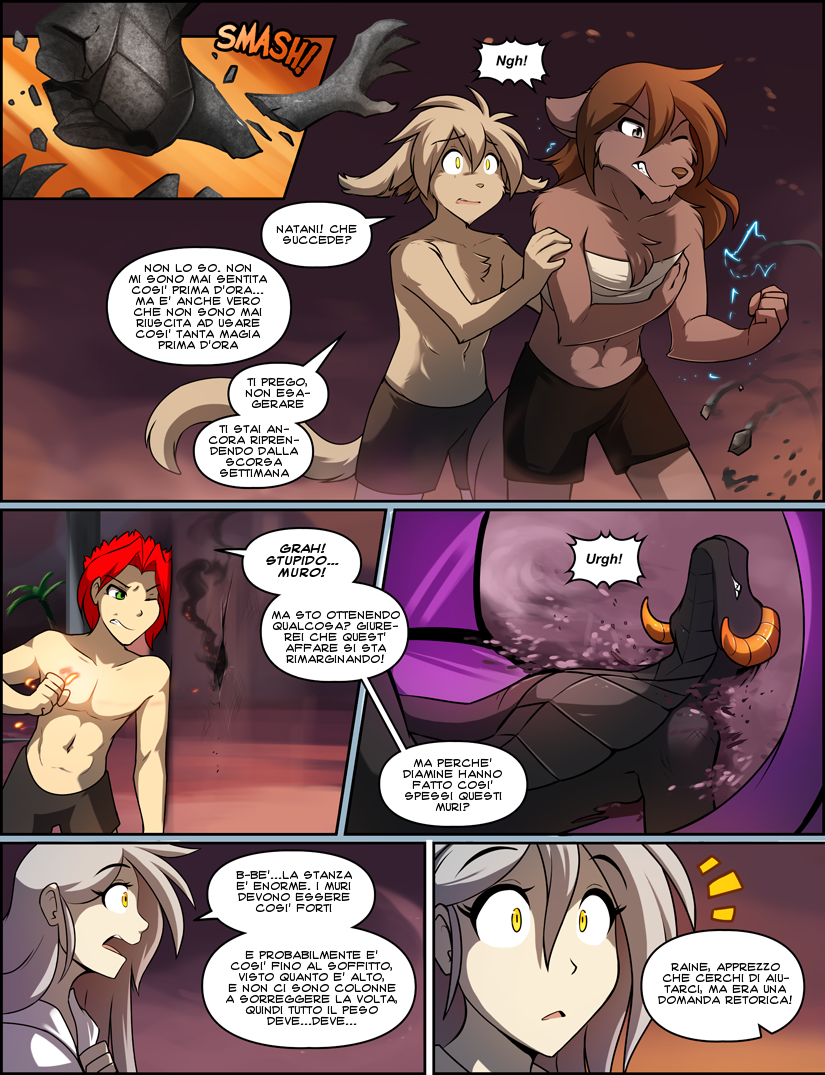 SMASH!
Ngh!
NATANI! CHE
SUCCEDE?
NON LO SO. NON
MI SONO MAI SENTITA
COSI' PRIMA D'ORA...
MA E' ANCHE VERO
CHE NON SONO MAI
RIUSCITA AD USARE
COSI' TANTA MAGIA
PRIMA D'ORA
TI PREGO,
NON ESA-
GERARE
TI STAI AN-
CORA RIPREN-
DENDO DALLA
SCORSA
SETTIMANA
GRAH!
STUPIDO...
MURO!
MA STO OTTENENDO
QUALCOSA? GIURE-
REI CHE QUEST'
AFFARE SI STA
RIMARGINANDO!
Urgh!
MA PERCHE'
DIAMINE HANNO
FATTO COSI'
SPESSI QUESTI
MURI?
B-BE'...LA STANZA
E' ENORME. I MURI
DEVONO ESSERE
COSI' FORTI
E PROBABILMENTE E'
COSI' FINO AL SOFFITTO,
VISTO QUANTO E' ALTO,
E NON CI SONO COLONNE
A SORREGGERE LA VOLTA,
QUINDI TUTTO IL PESO
DEVE...DEVE...
RAINE, APPREZZO
CHE CERCHI DI AIU-
TARCI, MA ERA UNA
DOMANDA RETORICA!